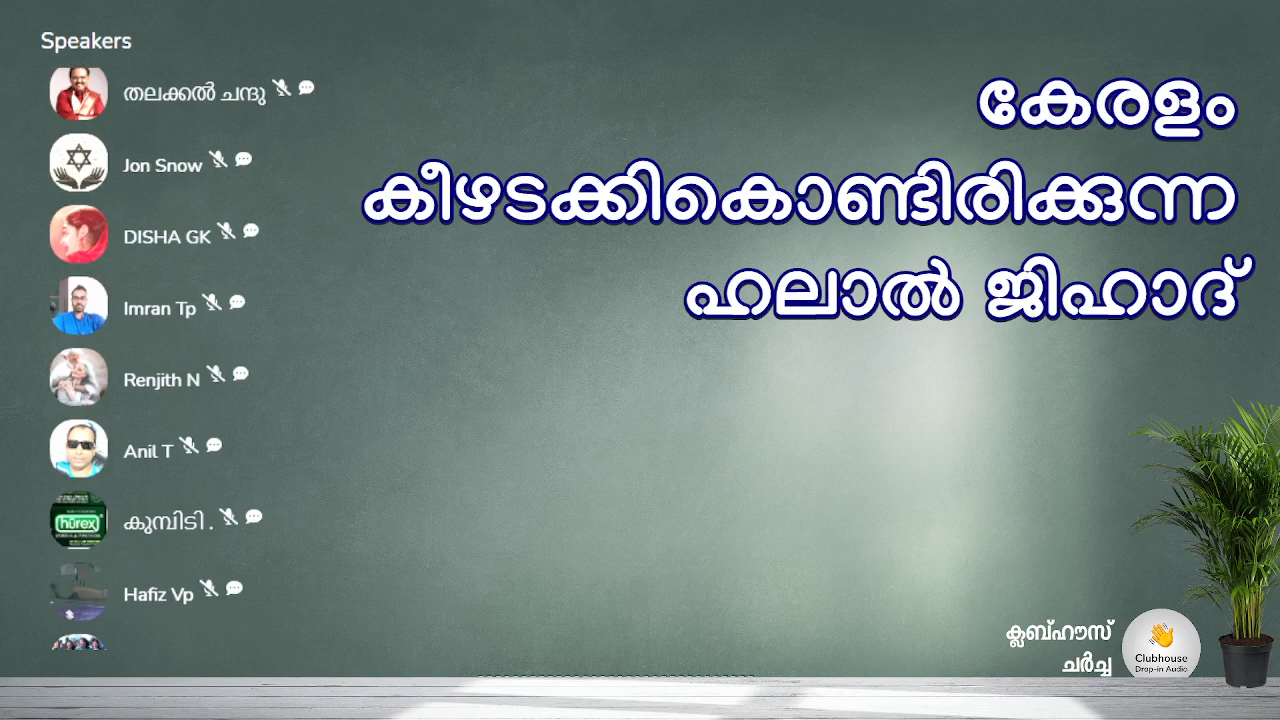 Speakers
തലക്കൽ ചന്ദു
Jon Snow
DISHA GK
Imran Tp
Renjith N
Anil T
കുമ്പിടി .
hürex
Hafiz Vp
കേരളം
കീഴടക്കികൊണ്ടിരിക്കുന്ന
ഹലാൽ ജിഹാദ്
ക്ലബ്ഹൗസ്
ചർച്ച
Clubhouse
Drop-in Audio